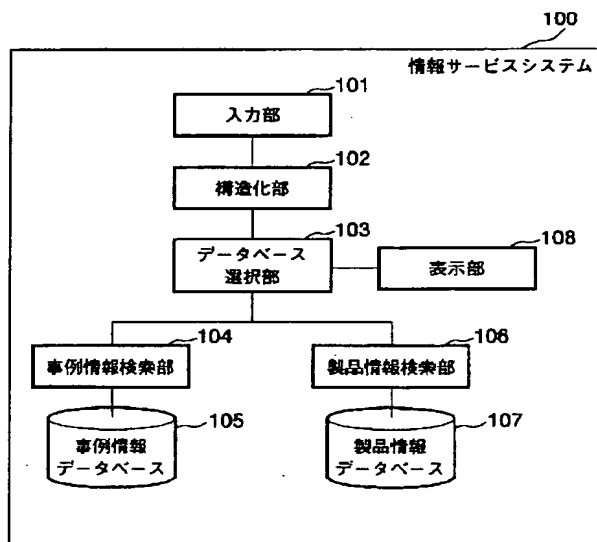 100
情報サービスシステム
101
入力部
102
構造化部
103
データベース
選択部
108
表示部
104
事例情報検索部
106
製品情報検索部
105
事例情報
データベース
107
製品情報
データベース